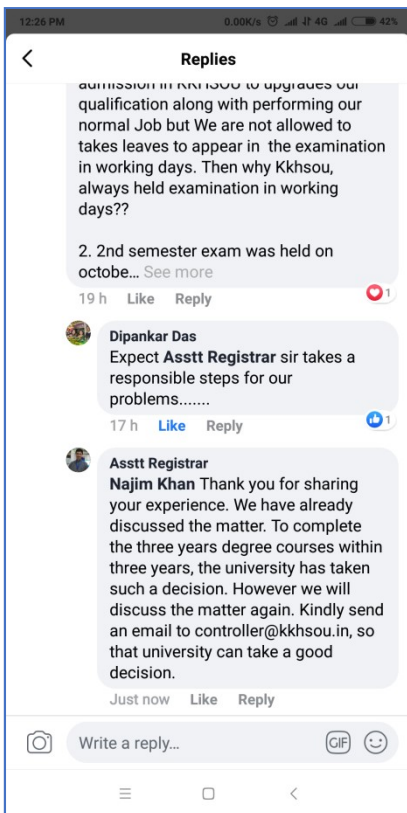 12:26 PM 0.00K/s 4G 42%
Replies
admission in KKHSOU to upgrades our
qualification along with performing our
normal Job but We are not allowed to
takes leaves to appear in the examination
in working days. Then why Kkhsou,
always held examination in working
days??
2. 2nd semester exam was held on
octobe... See more
19 h Like Reply 1
Dipankar Das
Expect Asstt Registrar sir takes a
responsible steps for our
problems.......
17 h Like Reply 1
Asstt Registrar
Najim Khan Thank you for sharing
your experience. We have already
discussed the matter. To complete
the three years degree courses within
three years, the university has taken
such a decision. However we will
discuss the matter again. Kindly send
an email to controller@kkhsou.in, so
that university can take a good
decision.
Just now Like Reply
Write a reply... GIF